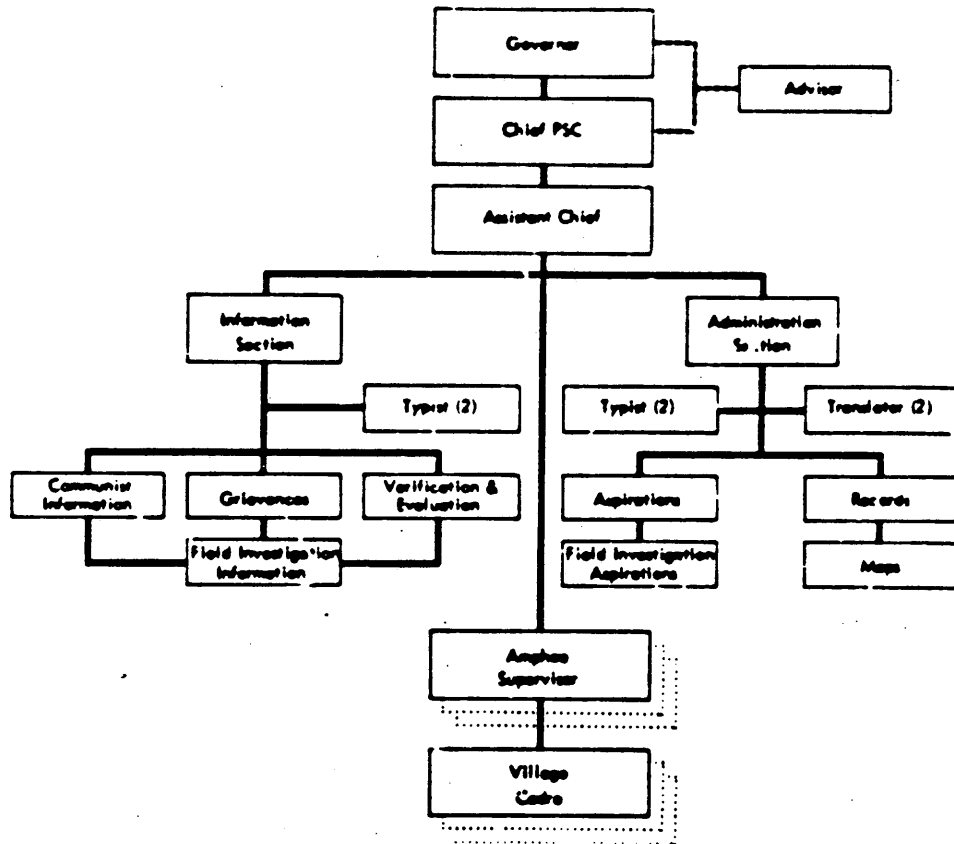 Governor
Advisor
Chief PSC
Assistant Chief
Information
Section
Administration
Typist (2)
Typist (2)
Translator (2)
Communist
Information
Grievances
Verification &
Evaluation
Aspirations
Records
Field Investigation
Information
Field Investigation
Aspirations
Maps
Amphoe
Supervisor
Village
Cadre